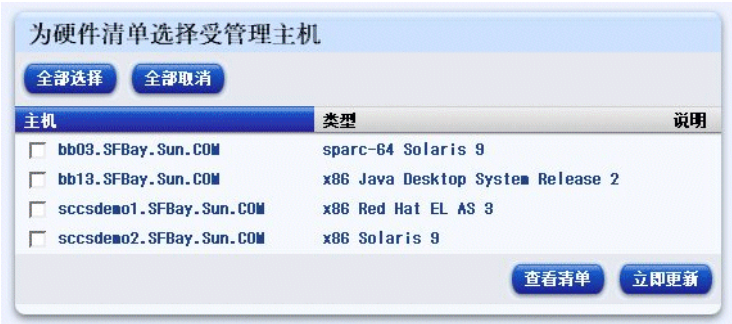 为硬件清单选择受管理主机
全部选择 全部取消
主机 类型 说明
bb03.SFBay.Sun.COM sparc-64 Solaris 9
bb13.SFBay.Sun.COM x86 Java Desktop System Release 2
sccsdemo1.SFBay.Sun.COM x86 Red Hat EL AS 3
sccsdemo2.SFBay.Sun.COM x86 Solaris 9
查看清单 立即更新